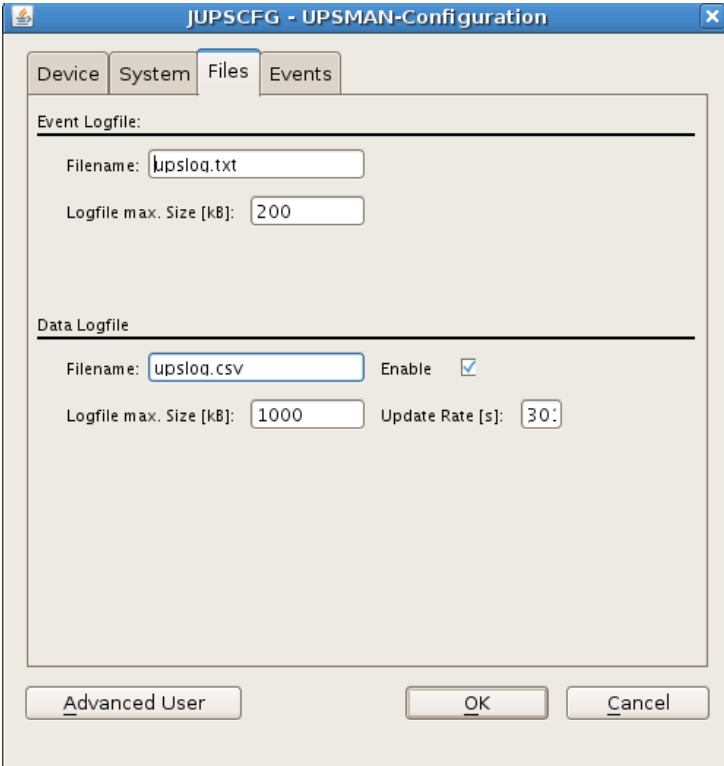 JUPSCFG - UPSMAN-Configuration
Device System Files Events
Event Logfile:
Filename: upslog.txt
Logfile max. Size [kB]: 200
Data Logfile
Filename: upslog.csv Enable
Logfile max. Size [kB]: 1000 Update Rate [s]:
Advanced User OK Cancel